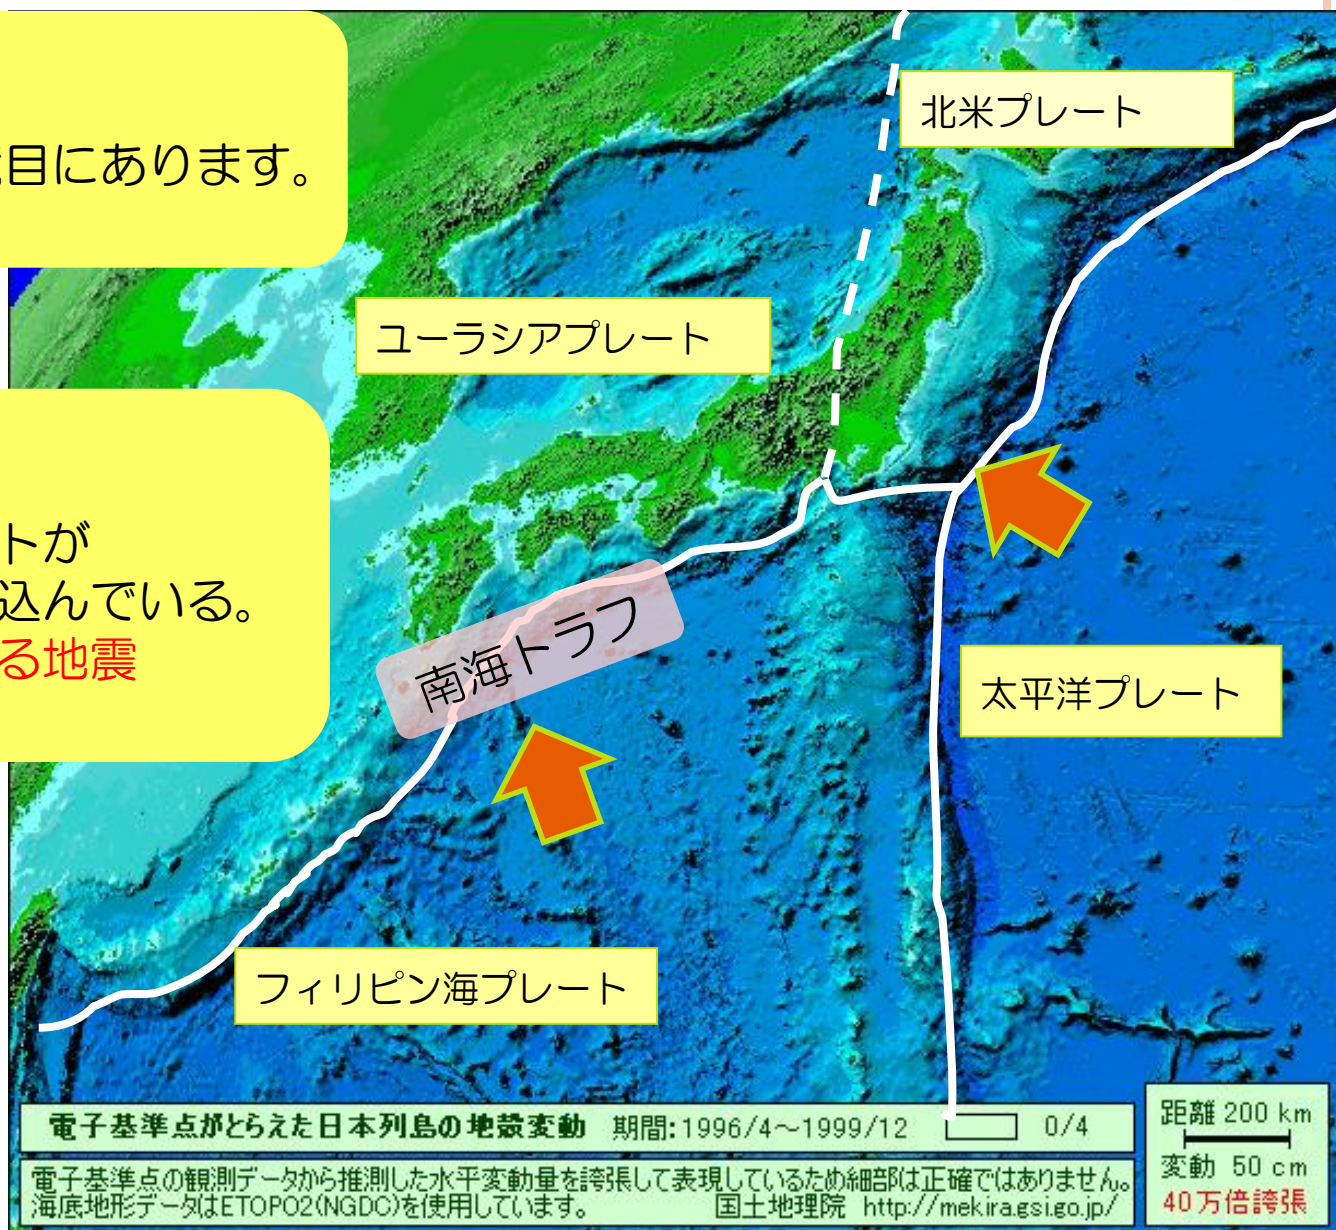 目にあります。
北米プレート
ユーラシアプレート
トが
込んでいる。
る地震
南海トラフ
太平洋プレート
フィリピン海プレート
電子基準点がとらえた日本列島の地殻変動 期間:1996/4～1999/12 0/4
電子基準点の観測データから推測した水平変動量を誇張して表現しているため細部は正確ではありません。
海底地形データはETOPO2(NGDC)を使用しています。 国土地理院 http://mekira.gsi.go.jp/
距離 200 km
変動 50 cm
40万倍誇張